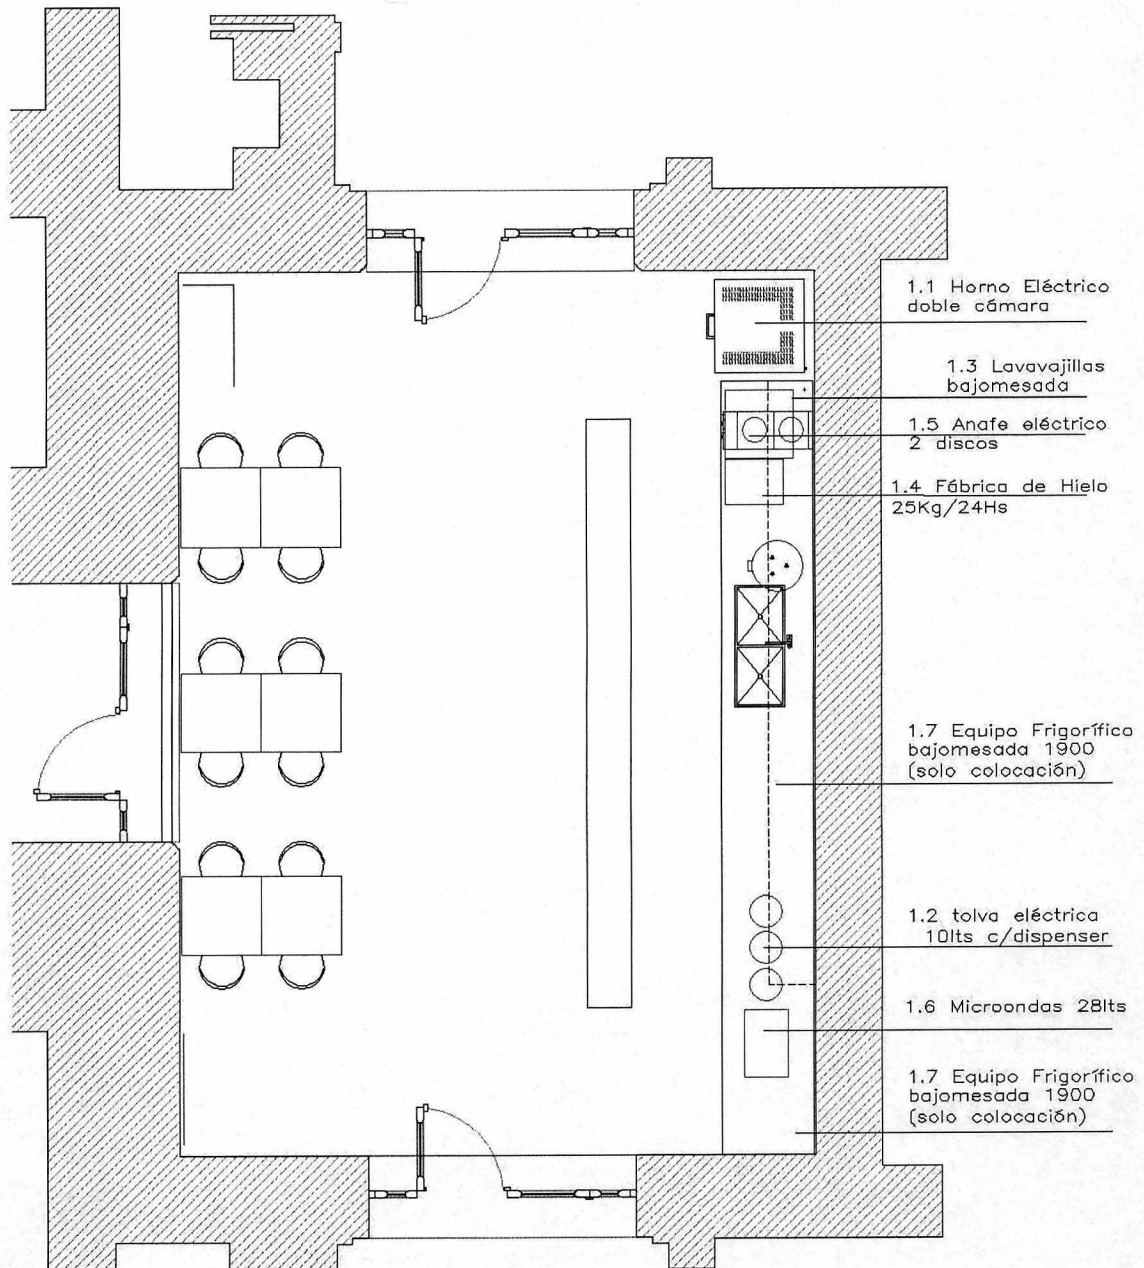 1.1 Horno Eléctrico
doble cámara
1.3 Lavavajillas
bajomesada
1.5 Anafe eléctrico
2 discos
1.4 Fábrica de Hielo
25Kg/24Hs
1.7 Equipo Frigorífico
bajomesada 1900
(solo colocación)
1.2 tolva eléctrica
10lts c/dispenser
1.6 Microondas 28lts
1.7 Equipo Frigorífico
bajomesada 1900
(solo colocación)